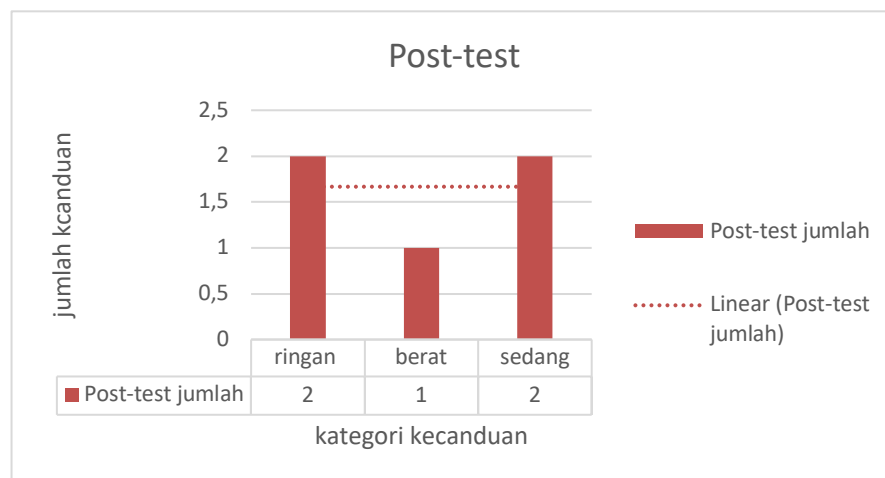 Post-test
jumlah kcanduan
2,5
2
1,5
1
0,5
0
ringan berat sedang
Post-test jumlah 2 1 2
kategori kecanduan
Post-test jumlah
Linear (Post-test
jumlah)